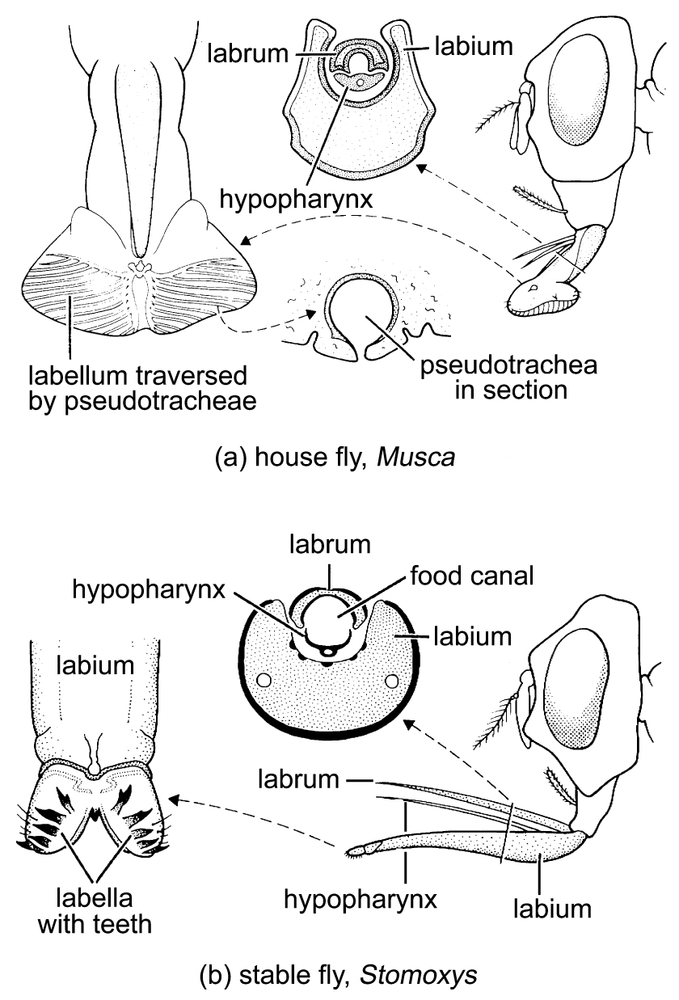 labrum
labium
hypopharynx
labellum traversed
by pseudotracheae
pseudotrachea
in section
(a) house fly, Musca
labrum
hypopharynx
food canal
labium
labium
labrum
hypopharynx
labium
labella
with teeth
(b) stable fly, Stomoxys